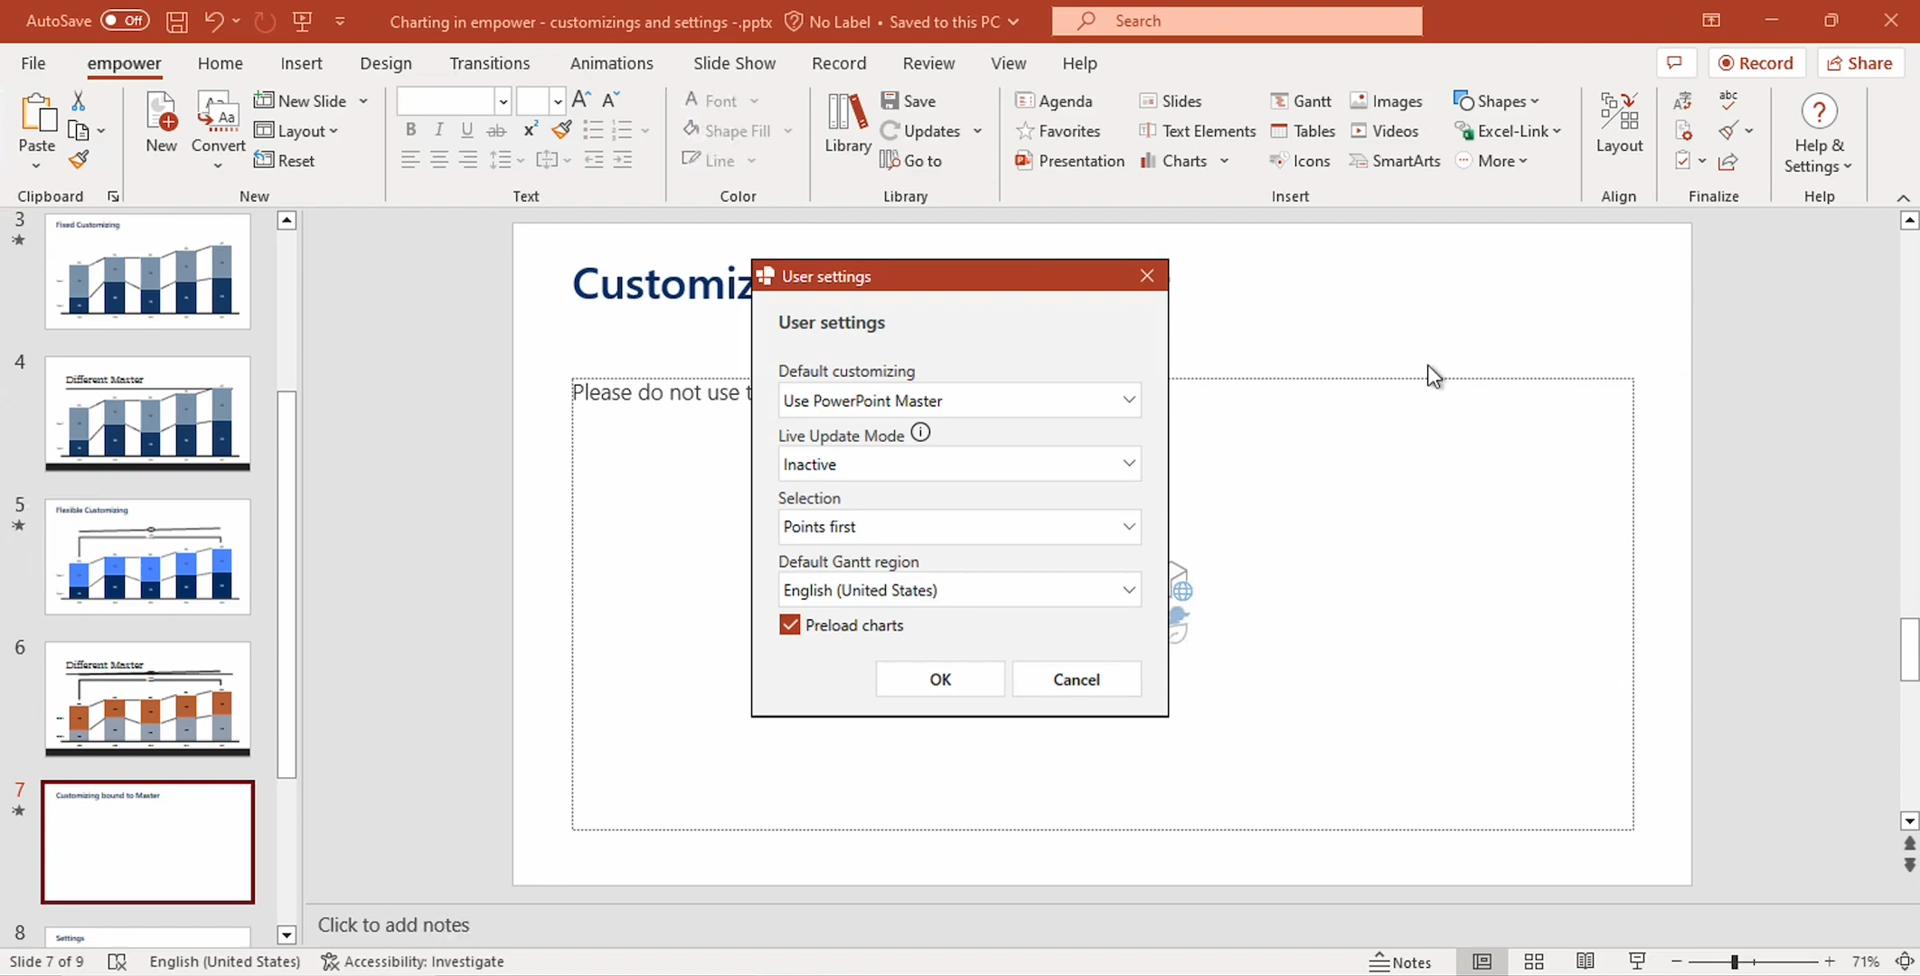 AutoSave Off
Charting in empower - customizings and settings -.pptx No Label • Saved to this PC
Search
File empower Home Insert Design Transitions Animations Slide Show Record Review View Help
Record Share
Paste
New
Convert
New Slide
Layout
Reset
Font
Shape Fill
Line
Library
Save
Updates
Go to
Agenda
Favorites
Presentation
Slides
Text Elements
Charts
Gantt
Tables
Icons
Images
Videos
SmartArts
Shapes
Excel-Link
More
Layout
Help &
Settings
Clipboard New Text Color Library Insert Align Finalize Help
3
Fixed Customizing
4
Different Master
5
Flexible Customizing
6
Different Master
7
Customizing bound to Master
8
Settings
Customiz
Please do not use t
User settings
User settings
Default customizing
Use PowerPoint Master
Live Update Mode
Inactive
Selection
Points first
Default Gantt region
English (United States)
Preload charts
OK Cancel
Click to add notes
Slide 7 of 9 English (United States) Accessibility: Investigate
Notes 71%